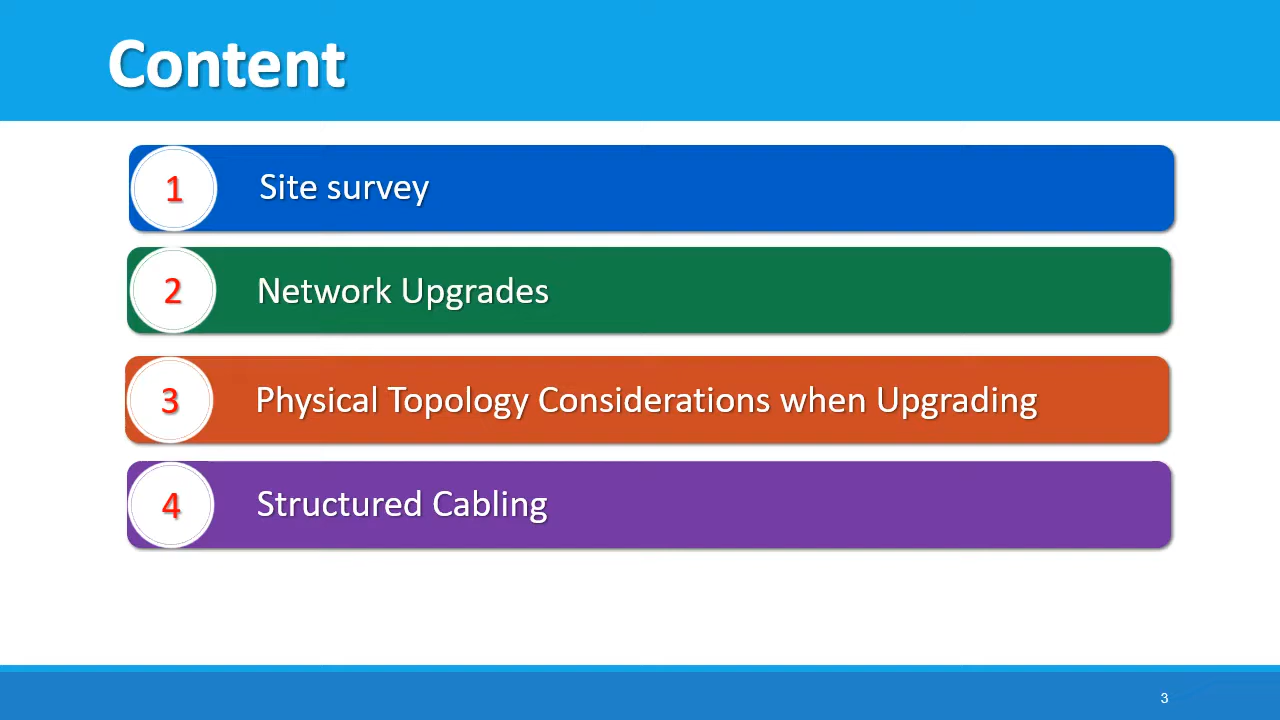 Content
1 Site survey
2 Network Upgrades
3 Physical Topology Considerations when Upgrading
4 Structured Cabling
3